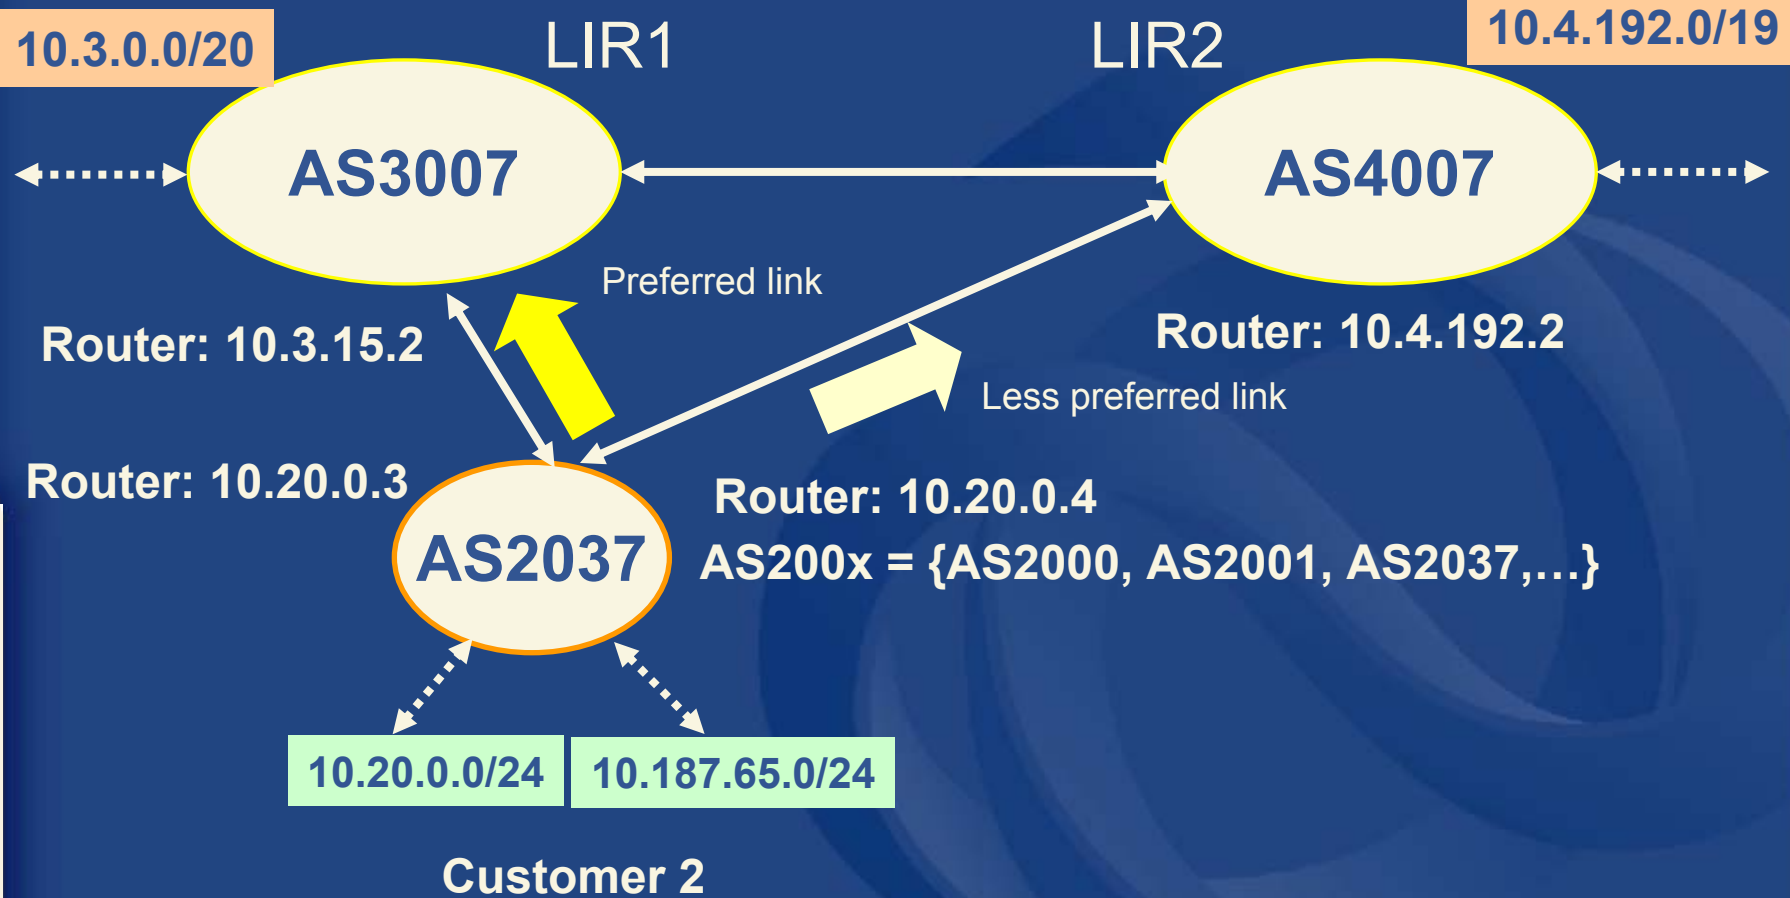 10.3.0.0/20
LIR1
LIR2
10.4.192.0/19
AS3007
AS4007
Preferred link
Router: 10.3.15.2
Router: 10.4.192.2
Less preferred link
Router: 10.20.0.3
Router: 10.20.0.4
AS2037
AS200x = {AS2000, AS2001, AS2037,...}
10.20.0.0/24
10.187.65.0/24
Customer 2